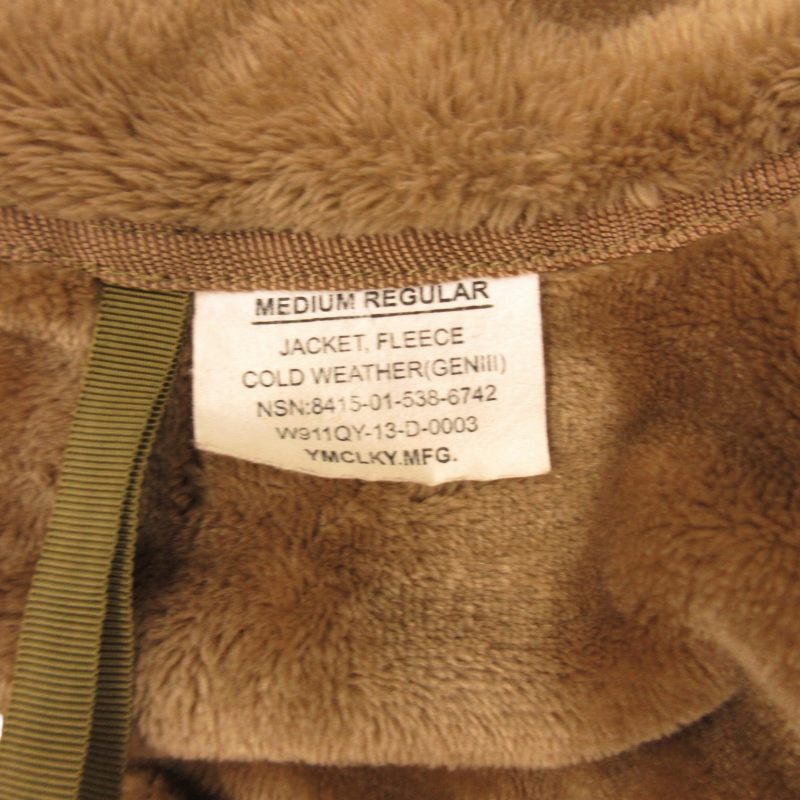 MEDIUM REGULAR
JACKET, FLEECE
COLD WEATHER(GENIII)
NSN:8415-01-538-6742
W911QY-13-D-0003
YMCLKY.MFG.